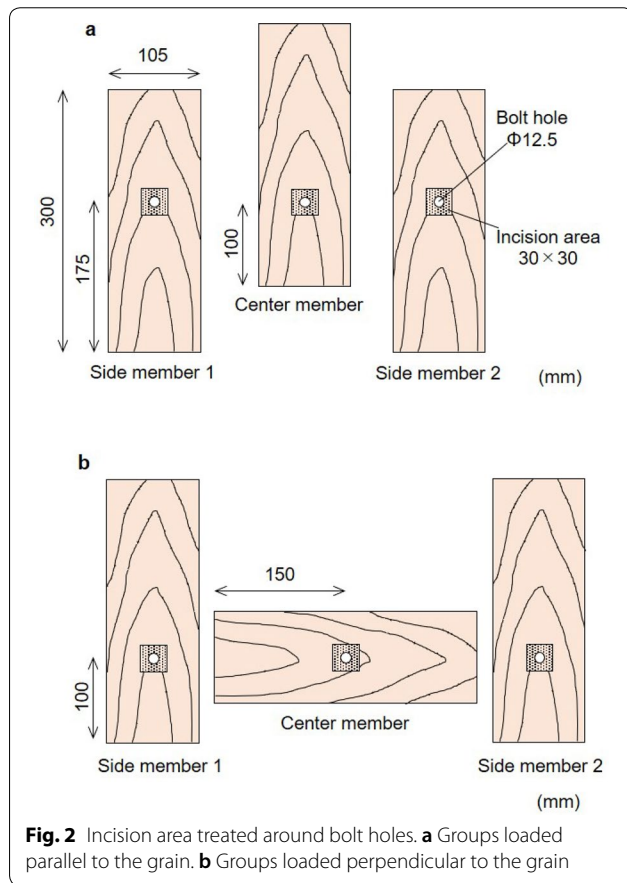 a
105
300
175
100
Bolt hole
Φ12.5
Incision area
30 × 30
Center member
Side member 1
Side member 2
(mm)
b
150
100
Center member
Side member 1
Side member 2
(mm)
Fig. 2 Incision area treated around bolt holes. a Groups loaded
parallel to the grain. b Groups loaded perpendicular to the grain